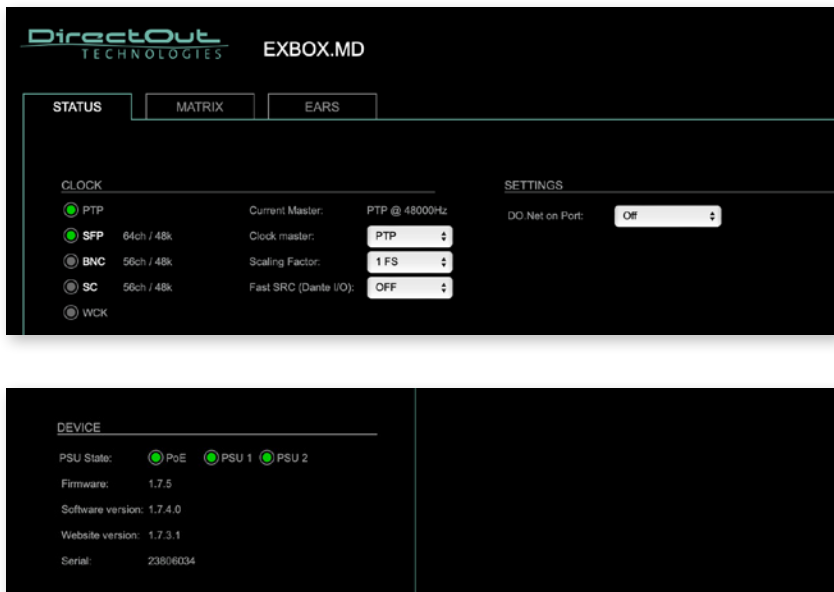 DirectOut
TECHNOLOGIES
EXBOX.MD
STATUS MATRIX EARS
CLOCK
PTP Current Master: PTP @ 48000Hz
SFP 64ch / 48k Clock master: PTP
BNC 56ch / 48k Scaling Factor: 1 FS
SC 56ch / 48k Fast SRC (Dante I/O): OFF
WCK
SETTINGS
DO.Net on Port: Off
DEVICE
PSU State: PoE PSU 1 PSU 2
Firmware: 1.7.5
Software version: 1.7.4.0
Website version: 1.7.3.1
Serial: 23806034